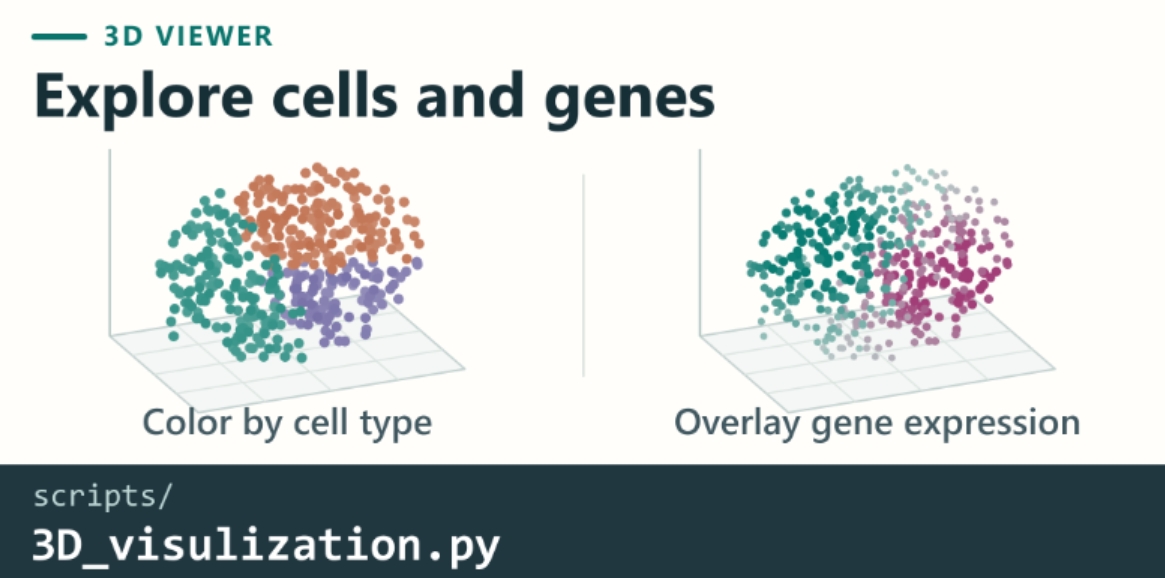 3D VIEWER
Explore cells and genes
Color by cell type
Overlay gene expression
scripts/
3D_visulization.py